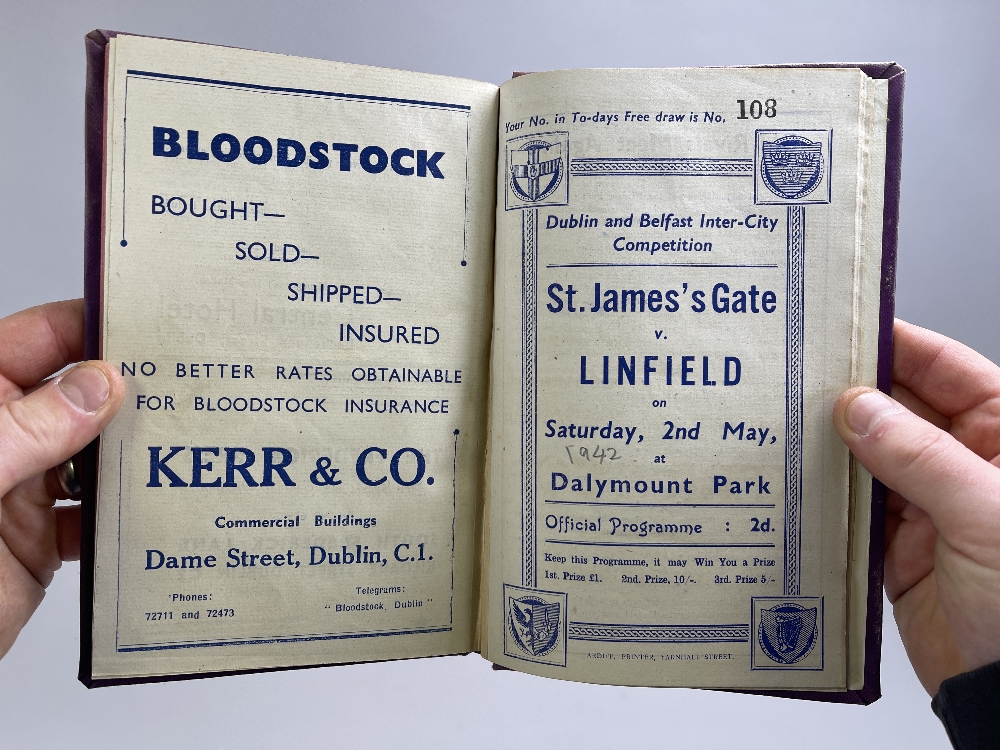 BLOODSTOCK
BOUGHT—
SOLD—
SHIPPED—
INSURED
NO BETTER RATES OBTAINABLE
FOR BLOODSTOCK INSURANCE
KERR & CO.
Commercial Buildings
Dame Street, Dublin, C.1.
'Phones:
72711 and 72473
Telegrams:
"Bloodstock, Dublin"
Your No. in To-days Free draw is No. 108
Dublin and Belfast Inter-City
Competition
St. James's Gate
v.
LINFIELD
on
Saturday, 2nd May,
1942
at
Dalymount Park
Official Programme : 2d.
Keep this Programme, it may Win You a Prize
1st. Prize £1. 2nd. Prize, 10/-. 3rd. Prize 5/-
PRINTER, YARNHALL STREET.